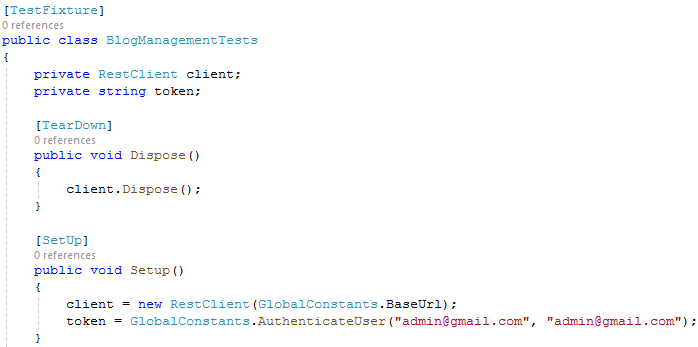 [TestFixture]
0 references
public class BlogManagementTests
{
private RestClient client;
private string token;
[TearDown]
0 references
public void Dispose()
{
client.Dispose();
}
[SetUp]
0 references
public void Setup()
{
client = new RestClient(GlobalConstants.BaseUrl);
token = GlobalConstants.AuthenticateUser("admin@gmail.com", "admin@gmail.com");
}